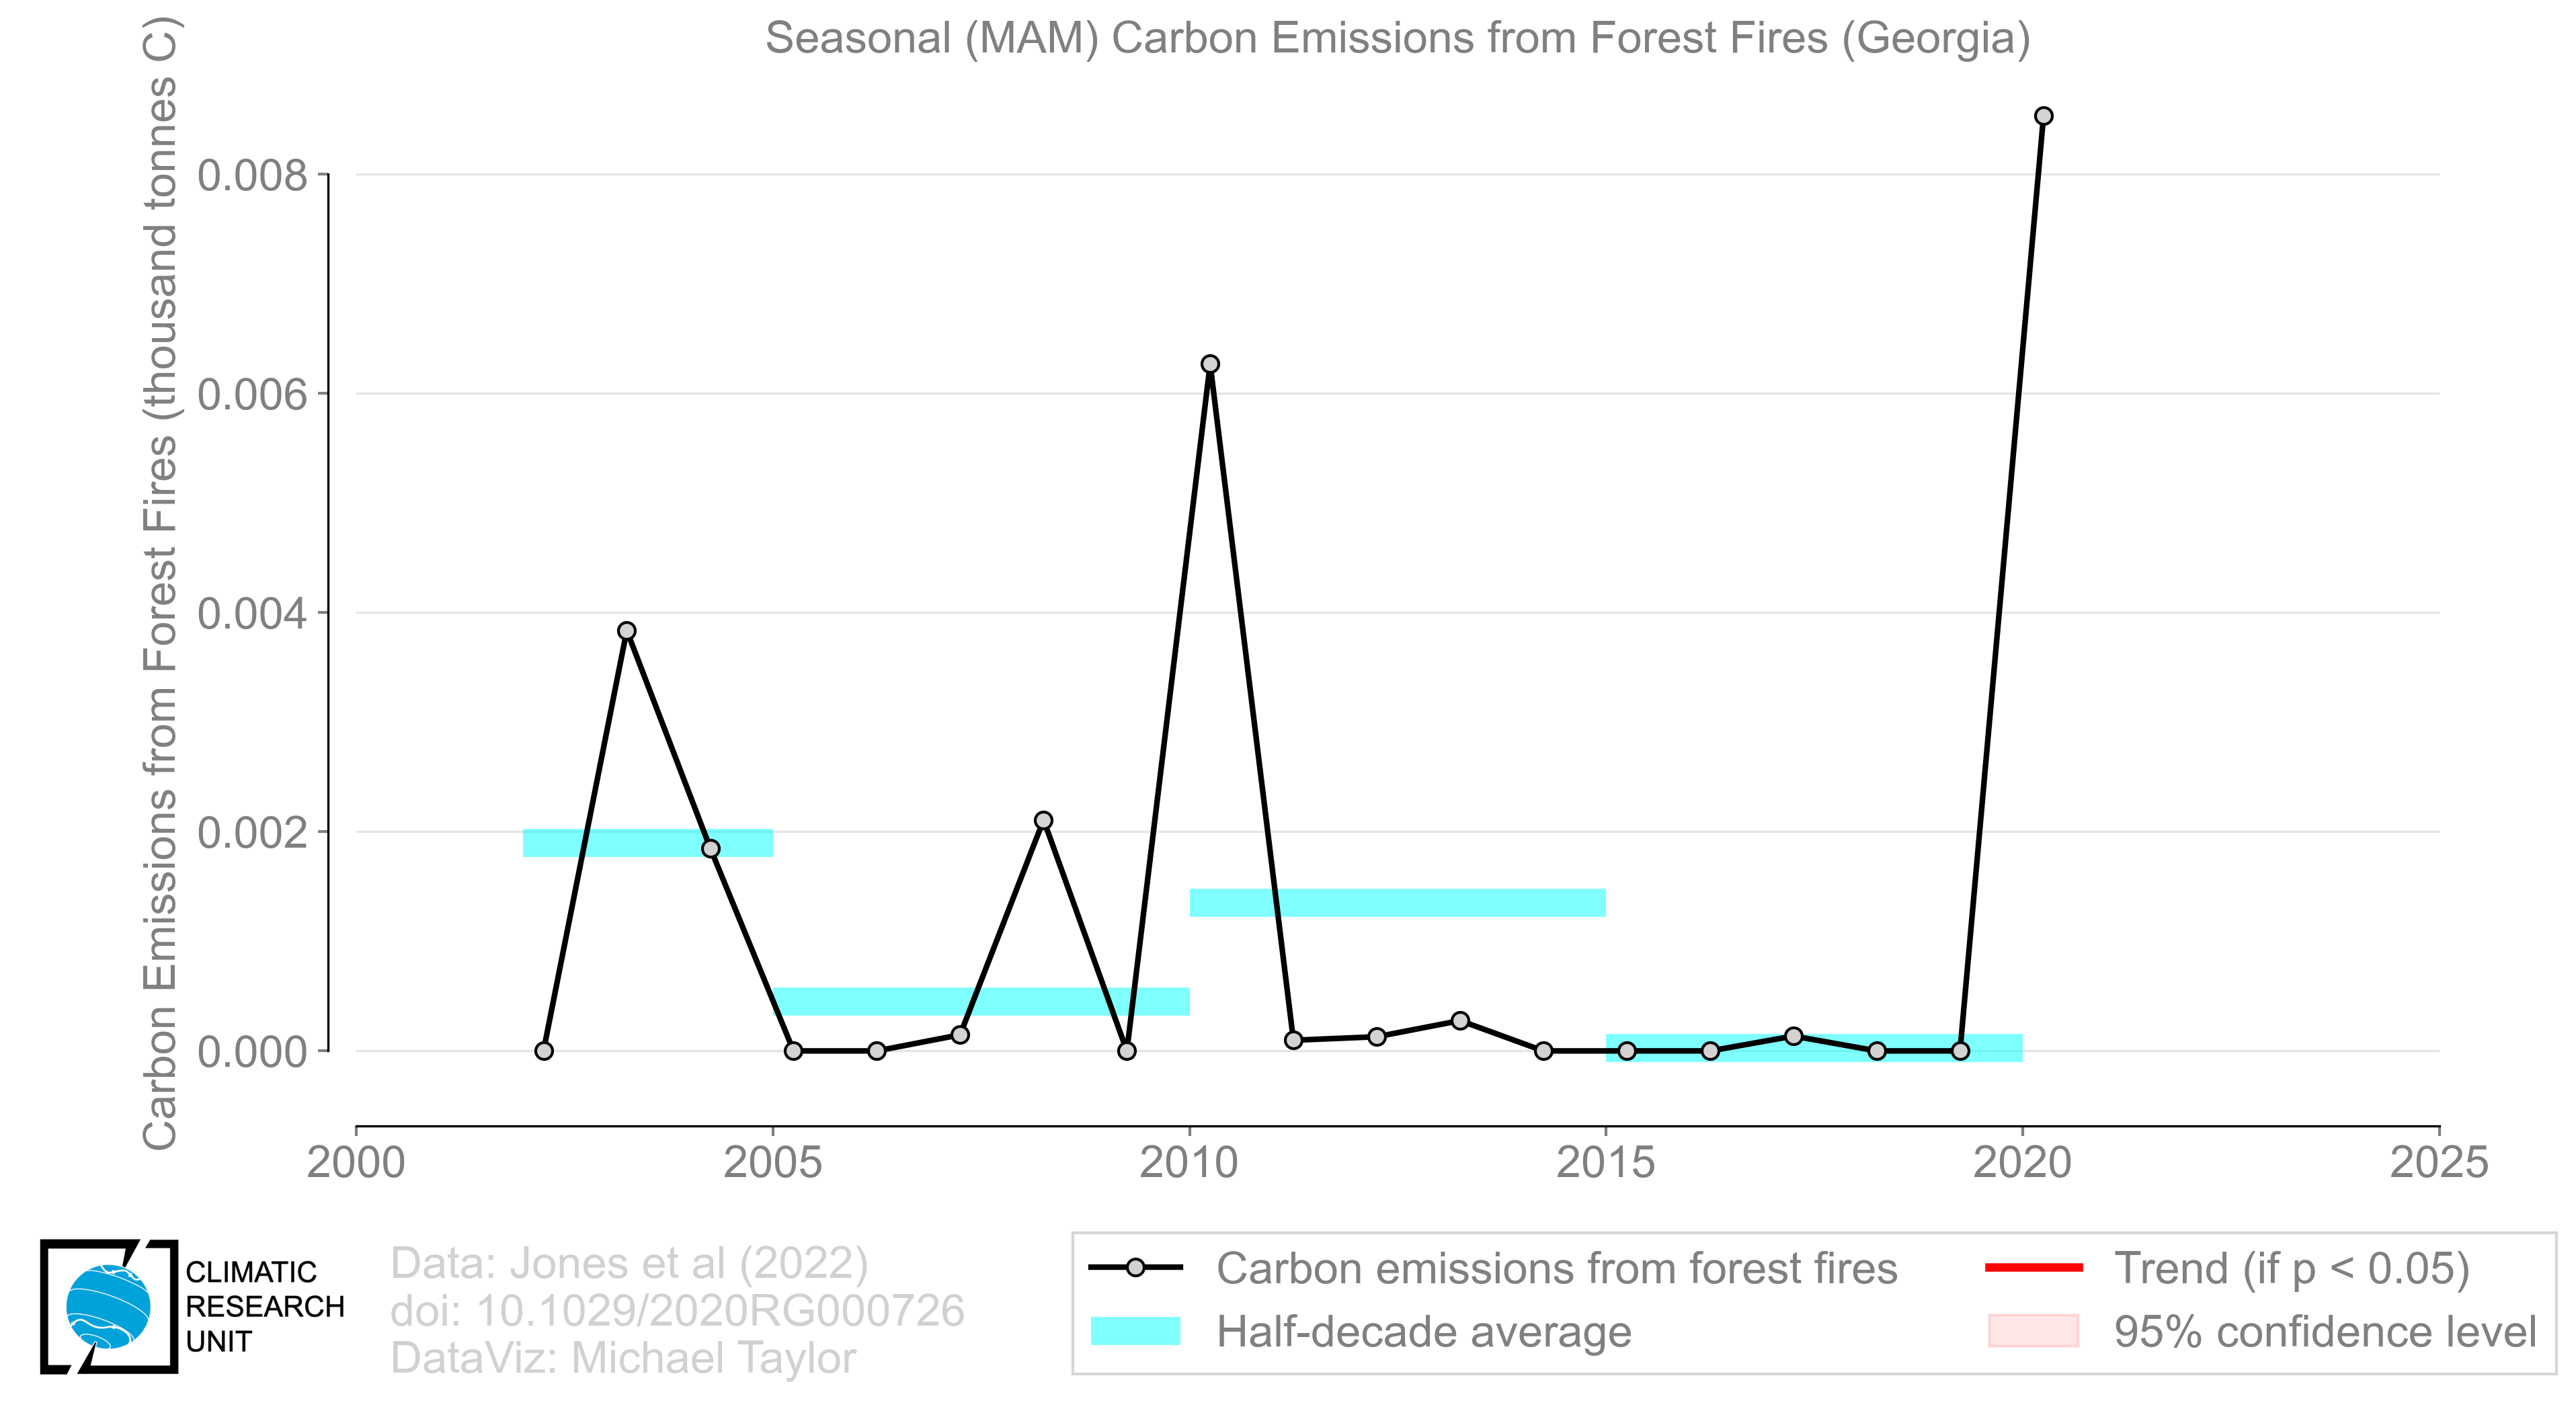 Seasonal (MAM) Carbon Emissions from Forest Fires (Georgia)
Carbon Emissions from Forest Fires (thousand tonnes C)
0.008
0.006
0.004
0.002
0.000
2000
2005
2010
2015
2020
2025
CLIMATIC
RESEARCH
UNIT
Data: Jones et al (2022)
doi: 10.1029/2020RG000726
DataViz: Michael Taylor
Carbon emissions from forest fires
Half-decade average
Trend (if p < 0.05)
95% confidence level